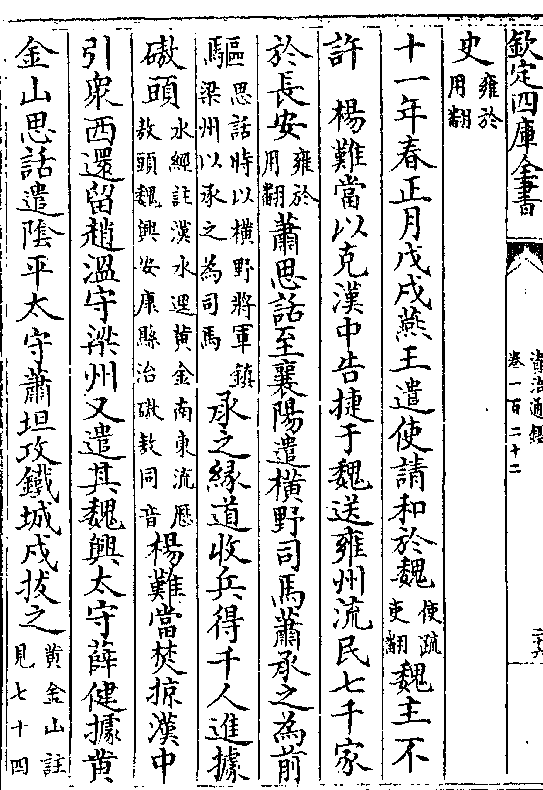 欽定四庫全書
資治通鑑
卷一百二十二
史雍於用翻
十一年春正月戊戌燕王遣使請和於魏使疏吏翻魏主不
許　楊難當以克漢中告捷于魏送雍州流民七千家
於長安雍於用翻蕭思話至襄陽遣横野司馬蕭承之為前
驅思話時以横野將軍鎮梁州以承之為司馬承之縁道收兵得千人進據
磝頭水經註漢水逕黄金南東流歷敖頭魏興安康縣治磝敖同音楊難當焚掠漢中
引衆西還留趙溫守梁州又遣其魏興太守薛健據黄
金山思話遣陰平太守蕭坦攻鐵城戍拔之黄金山註見七十四